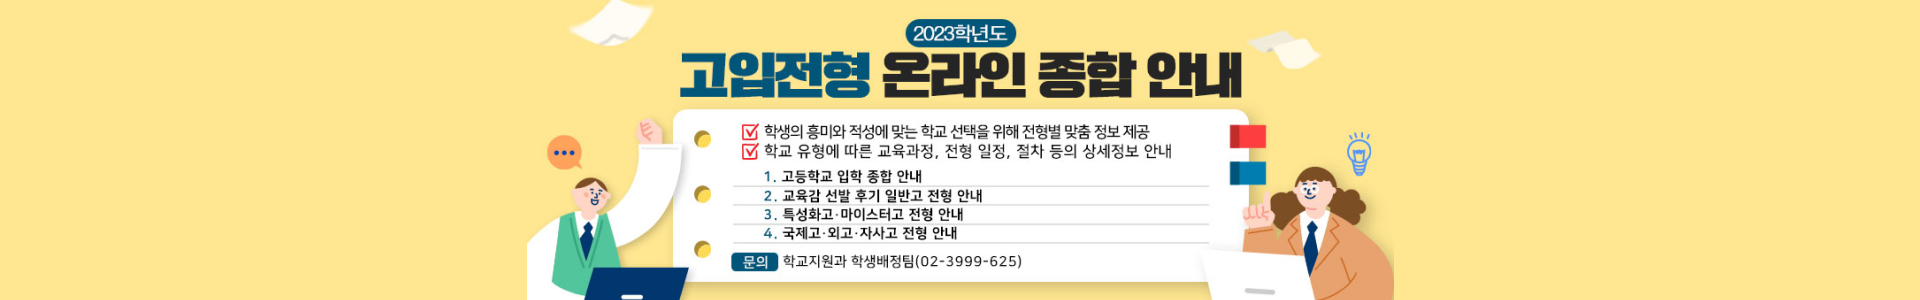 2023학년도
고입전형 온라인 종합 안내
학생의 흥미와 적성에 맞는 학교 선택을 위해 전형별 맞춤 정보 제공
학교 유형에 따른 교육과정, 전형 일정, 절차 등의 상세정보 안내
1. 고등학교 입학 종합 안내
2. 교육감 선발 후기 일반고 전형 안내
3. 특성화고·마이스터고 전형 안내
4. 국제고·외고·자사고 전형 안내
문의 학교지원과 학생배정팀(02-3999-625)